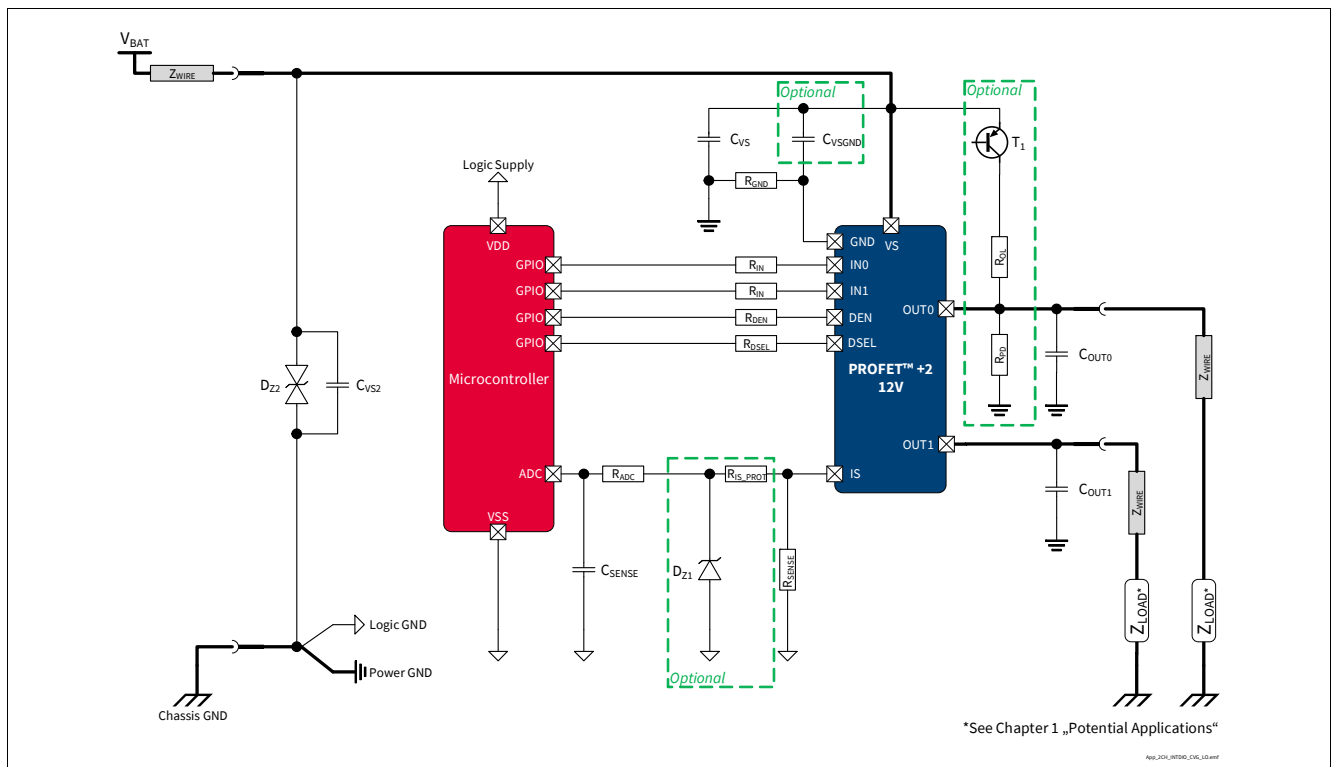 VBAT
ZWIRE
Optional
Optional
T1
CVS
CVSGND
Logic Supply
RGND
VDD
GND
VS
GPIO
RIN
IN0
ROL
GPIO
RIN
IN1
GPIO
RDEN
DEN
OUT0
GPIO
RDSEL
DSEL
RPD
COUT0
ZWIRE
DZ2
CVS2
Microcontroller
PROFET™ +2
12V
OUT1
ADC
RADC
RIS_PROT
IS
COUT1
ZWIRE
VSS
CSENSE
DZ1
RSENSE
ZLOAD*
ZLOAD*
Logic GND
Power GND
Optional
Chassis GND
*See Chapter 1 „Potential Applications“
App_2CH_INTDIO_CVG_LO.emf